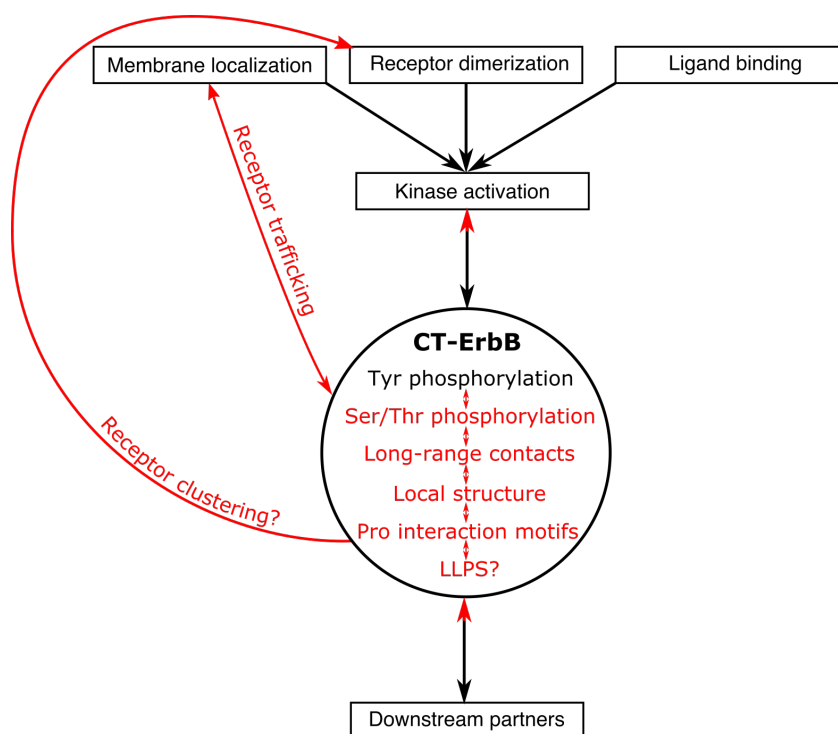 Membrane localization
Receptor dimerization
Ligand binding
Receptor trafficking
Kinase activation
CT-ErbB
Tyr phosphorylation
Ser/Thr phosphorylation
Long-range contacts
Local structure
Pro interaction motifs
LLPS?
Receptor clustering?
Downstream partners